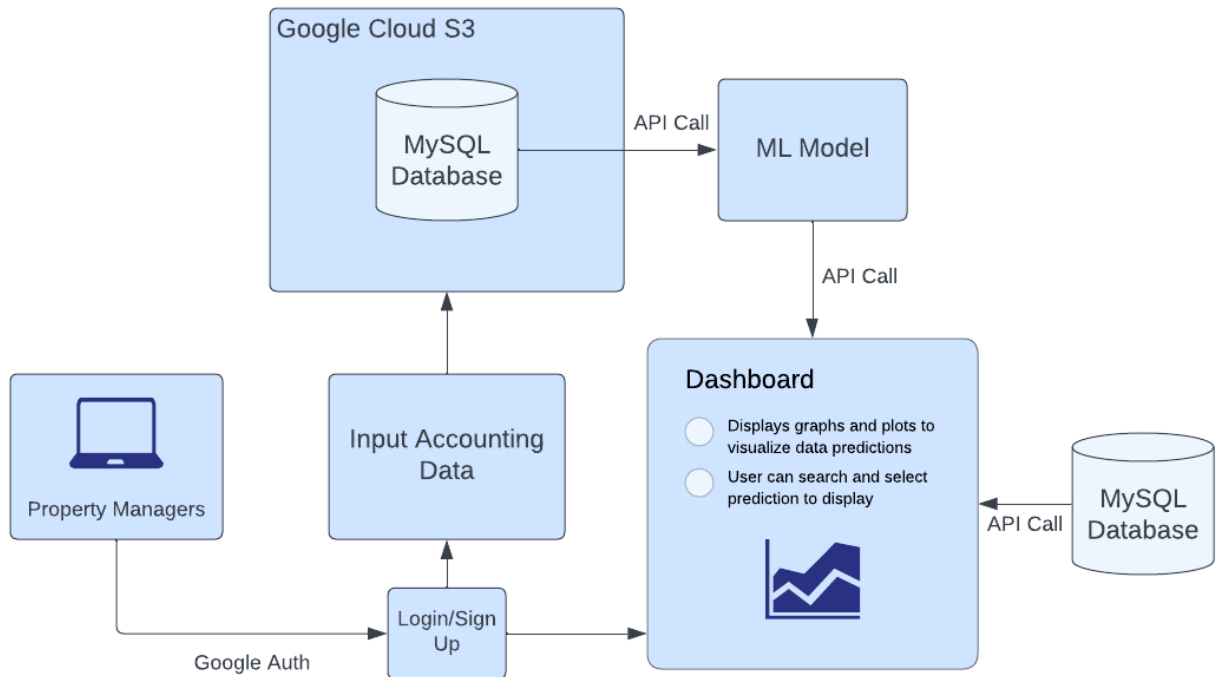 Google Cloud S3
MySQL
Database
API Call
ML Model
API Call
Property Managers
Input Accounting
Data
Dashboard
Displays graphs and plots to
visualize data predictions
User can search and select
prediction to display
MySQL
Database
API Call
Login/Sign
Up
Google Auth